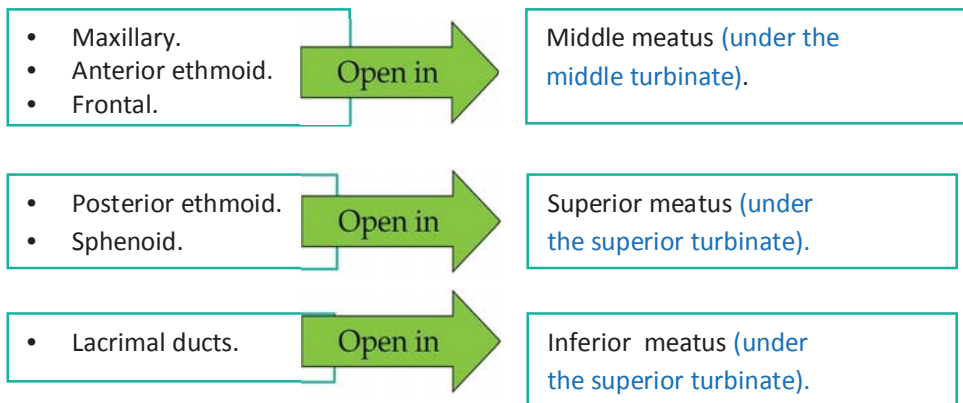 • Maxillary.
• Anterior ethmoid.
• Frontal.
Open in
Middle meatus (under the
middle turbinate).
• Posterior ethmoid.
• Sphenoid.
Open in
Superior meatus (under
the superior turbinate).
• Lacrimal ducts.
Open in
Inferior meatus (under
the superior turbinate).